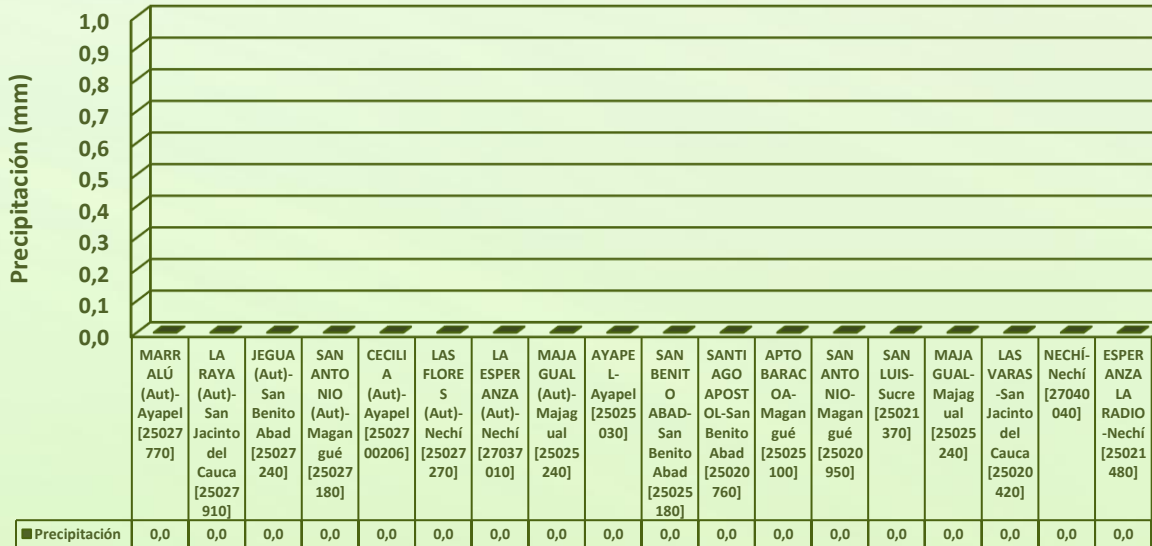 Precipitación (mm)
1,0
0,9
0,8
0,7
0,6
0,5
0,4
0,3
0,2
0,1
0,0
MARR
ALÚ
(Aut)-
Ayapel
[25027
770]
LA
RAYA
(Aut)-
San
Jacinto
del
Cauca
[25027
910]
JEGUA
(Aut)-
San
Benito
Abad
[25027
240]
SAN
ANTO
NIO
(Aut)-
Magan
gué
[25027
180]
CECILI
A
(Aut)-
Ayapel
[25027
00206]
LAS
FLORE
S
(Aut)-
Nechí
[25027
270]
LA
ESPER
ANZA
(Aut)-
Nechí
[27037
010]
MAJA
GUAL
(Aut)-
Majag
ual
[25025
240]
AYAPE
L-
Ayapel
[25025
030]
SAN
BENIT
O
ABAD-
San
Benito
Abad
[25025
180]
SANTI
AGO
APOST
OL-San
Benito
Abad
[25020
760]
APTO
BARAC
OA-
Magan
gué
[25025
100]
SAN
ANTO
NIO-
Magan
gué
[25020
950]
SAN
LUIS-
Sucre
[25021
370]
MAJA
GUAL-
Majag
ual
[25025
240]
LAS
VARAS
-San
Jacinto
del
Cauca
[25020
420]
NECHÍ-
Nechí
[27040
040]
ESPER
ANZA
LA
RADIO
-Nechí
[25021
480]
Precipitación 0,0 0,0 0,0 0,0 0,0 0,0 0,0 0,0 0,0 0,0 0,0 0,0 0,0 0,0 0,0 0,0 0,0 0,0